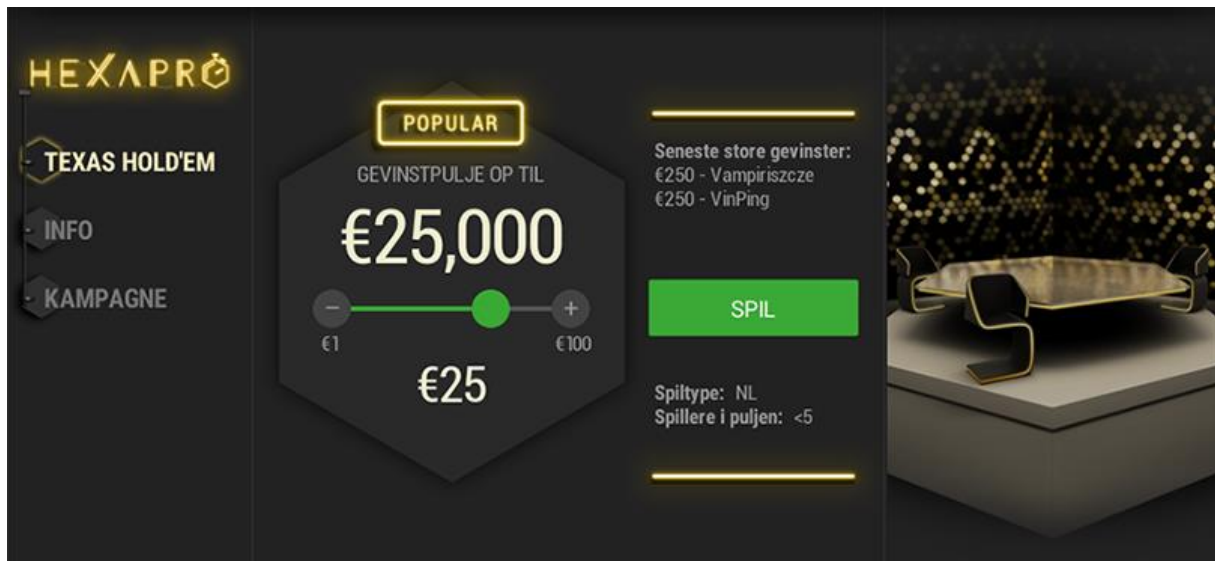 HEXAPRO
TEXAS HOLD'EM
INFO
KAMPAGNE
POPULAR
GEVINSTPULJE OP TIL
€25,000
− +
€1 €100
€25
Seneste store gevinster:
€250 - Vampiriszcze
€250 - VinPing
SPIL
Spiltype: NL
Spillere i puljen: <5